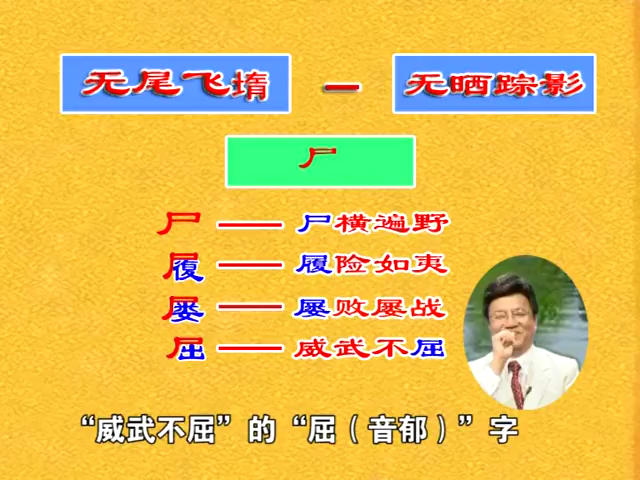 无尾飞墮 — 无晒踪影
尸
尸 —— 尸横遍野
履 —— 履险如夷
屡 —— 屡败屡战
屈 —— 威武不屈
“威武不屈”的“屈（音郁）”字